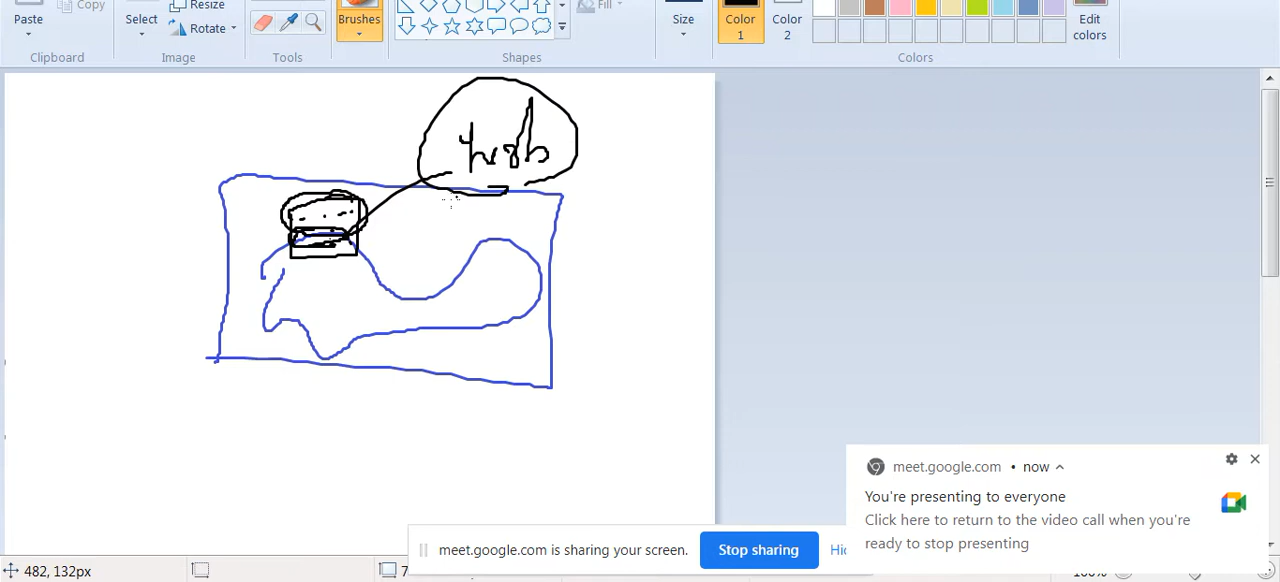 Paste
Copy
Select
Resize
Rotate
Brushes
Fill
Size
Color
1
Color
2
Edit
colors
Clipboard
Image
Tools
Shapes
Colors
meet.google.com • now
You're presenting to everyone
Click here to return to the video call when you're
ready to stop presenting
meet.google.com is sharing your screen.
Stop sharing
482, 132px